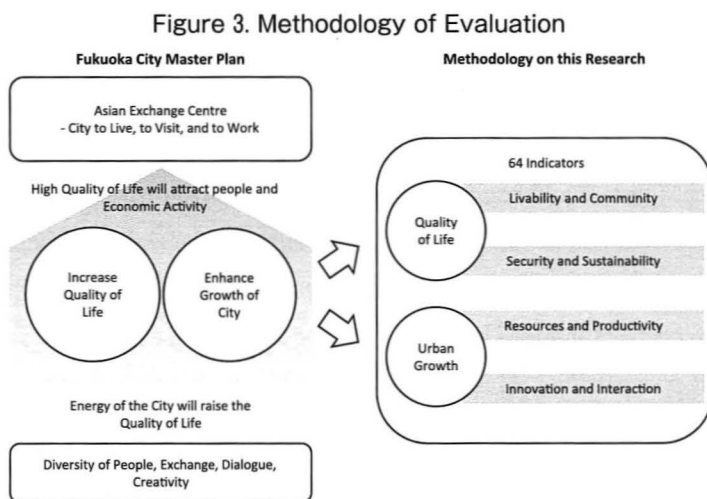 Figure 3. Methodology of Evaluation
Fukuoka City Master Plan
Asian Exchange Centre
- City to Live, to Visit, and to Work
High Quality of Life will attract people and
Economic Activity
Increase
Quality of
Life
Enhance
Growth of
City
Energy of the City will raise the
Quality of Life
Diversity of People, Exchange, Dialogue,
Creativity
Methodology on this Research
64 Indicators
Quality
of Life
Livability and Community
Security and Sustainability
Urban
Growth
Resources and Productivity
Innovation and Interaction